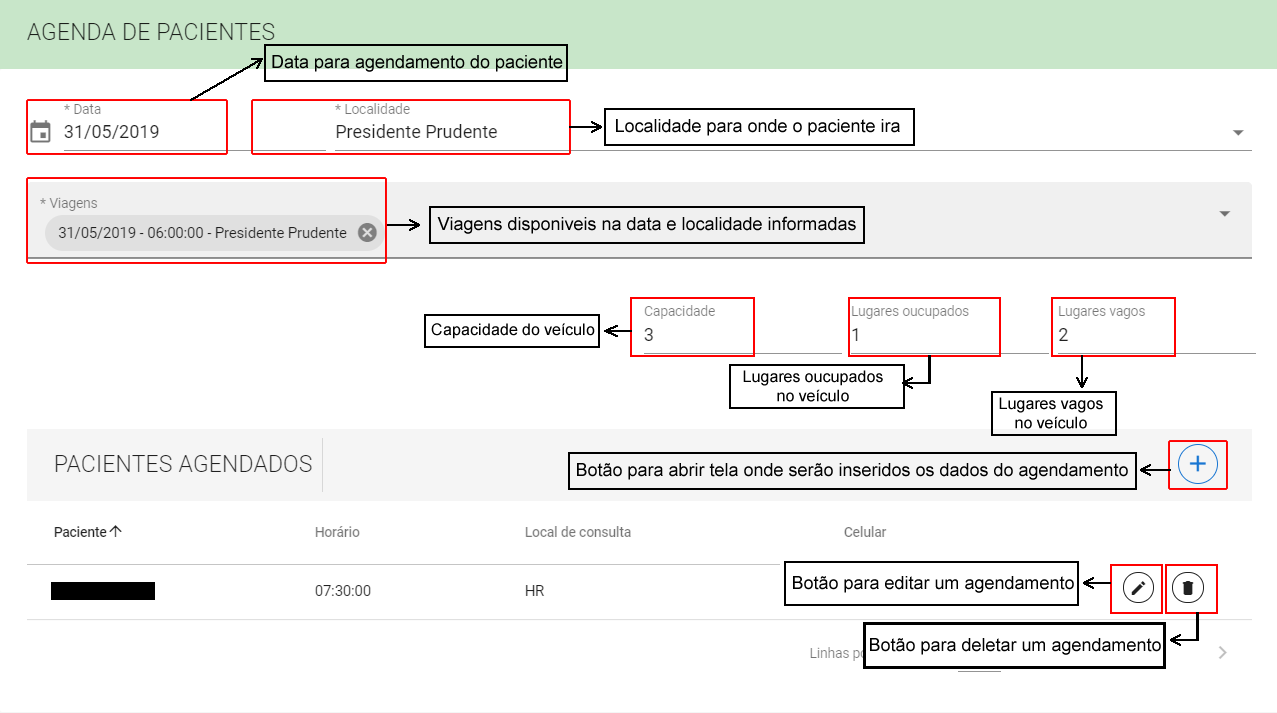 AGENDA DE PACIENTES
Data para agendamento do paciente
* Data
31/05/2019
* Localidade
Presidente Prudente
Localidade para onde o paciente ira
* Viagens
31/05/2019 - 06:00:00 - Presidente Prudente
Viagens disponiveis na data e localidade informadas
Capacidade do veículo
Capacidade
3
Lugares oucupados
1
Lugares vagos
2
Lugares oucupados
no veículo
Lugares vagos
no veículo
PACIENTES AGENDADOS
Botão para abrir tela onde serão inseridos os dados do agendamento
Paciente Horário Local de consulta Celular
07:30:00 HR
Botão para editar um agendamento
Botão para deletar um agendamento
Linhas